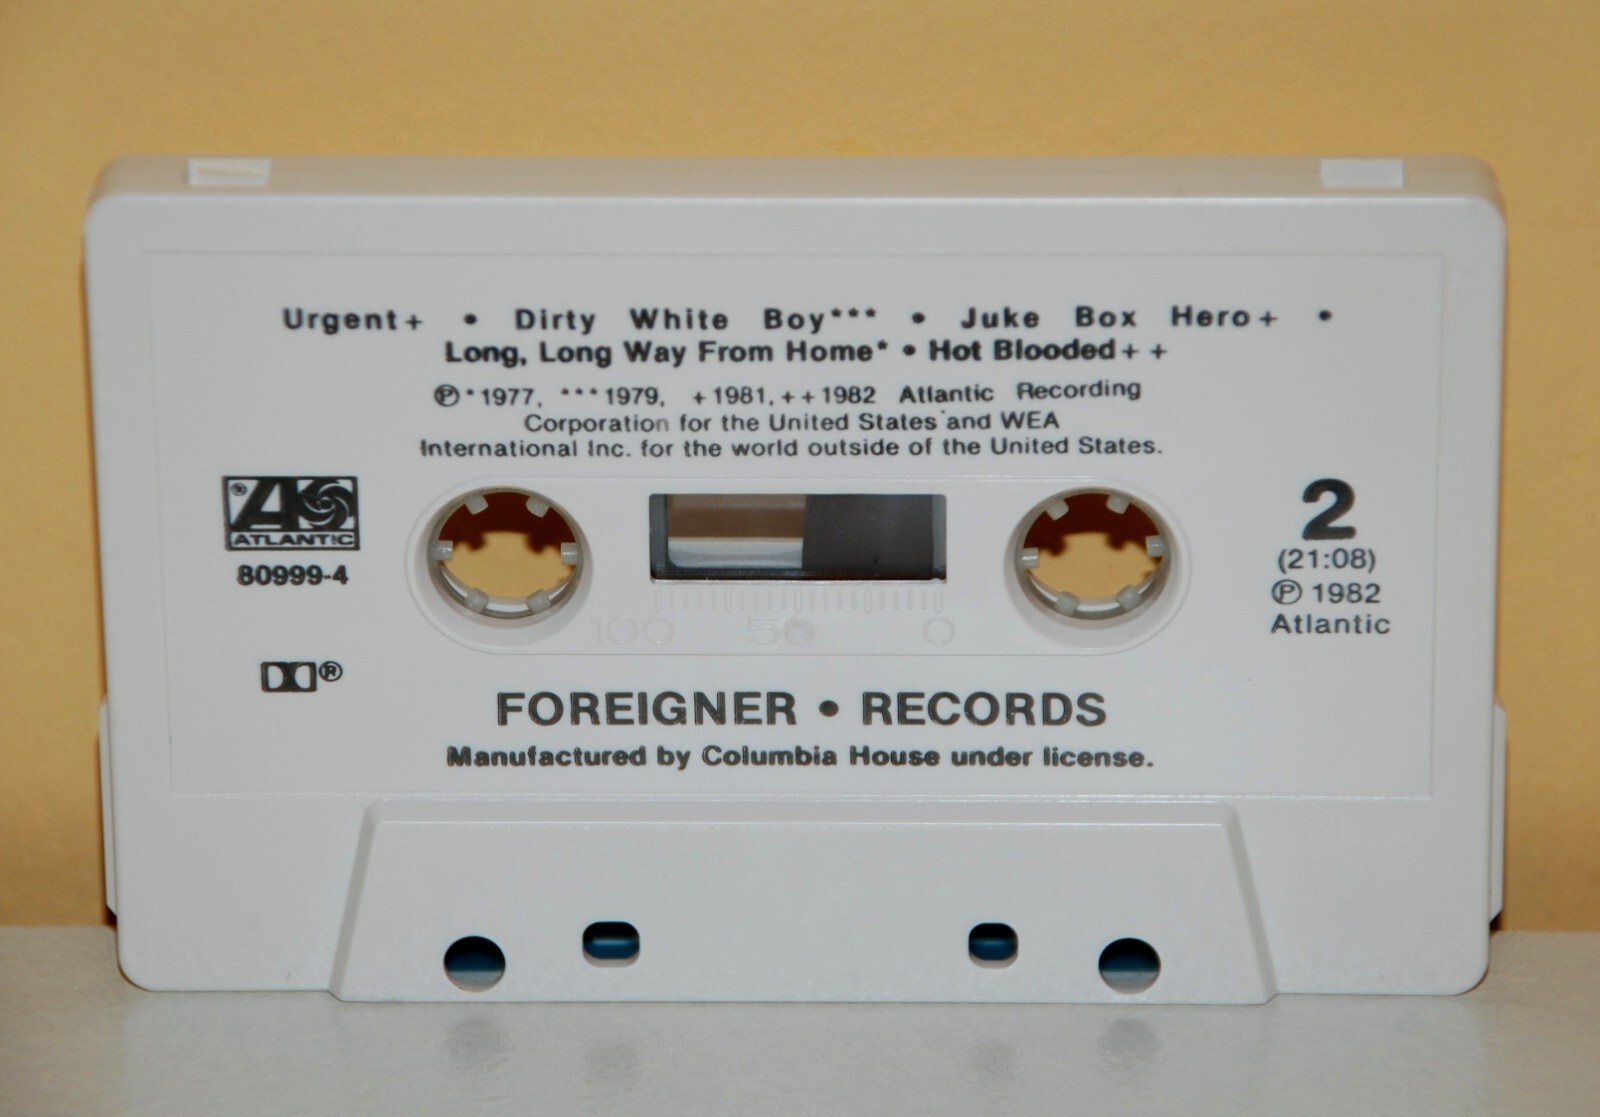 Urgent+ • Dirty White Boy*** • Juke Box Hero+ •
Long, Long Way From Home* • Hot Blooded++
Ⓟ*1977, ***1979, +1981, ++1982 Atlantic Recording
Corporation for the United States and WEA
International Inc. for the world outside of the United States.
® A
ATLANTIC
80999-4
2
(21:08)
Ⓟ 1982
Atlantic
100 50 0
®
FOREIGNER • RECORDS
Manufactured by Columbia House under license.